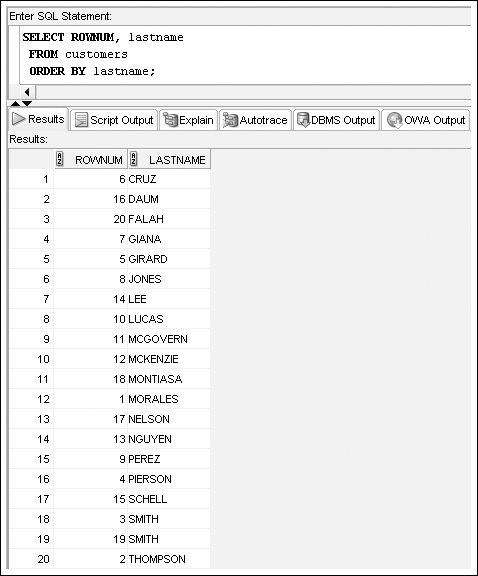 Enter SQL Statement:
SELECT ROWNUM, lastname
FROM customers
ORDER BY lastname;
Results Script Output Explain Autotrace DBMS Output OWA Output
Results:
ROWNUM LASTNAME
1 6 CRUZ
2 16 DAUM
3 20 FALAH
4 7 GIANA
5 5 GIRARD
6 8 JONES
7 14 LEE
8 10 LUCAS
9 11 MCGOVERN
10 12 MCKENZIE
11 18 MONTIASA
12 1 MORALES
13 17 NELSON
14 13 NGUYEN
15 9 PEREZ
16 4 PIERSON
17 15 SCHELL
18 3 SMITH
19 19 SMITH
20 2 THOMPSON